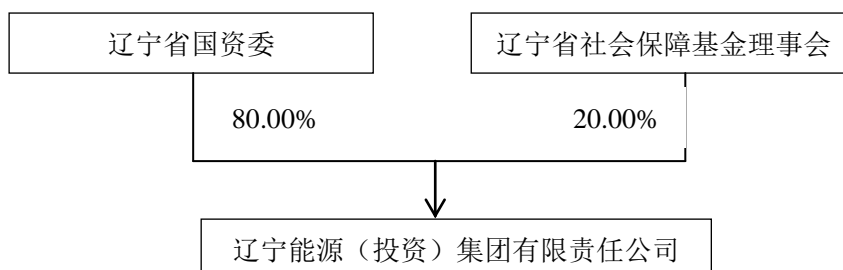 辽宁省国资委
辽宁省社会保障基金理事会
80.00%
20.00%
辽宁能源（投资）集团有限责任公司